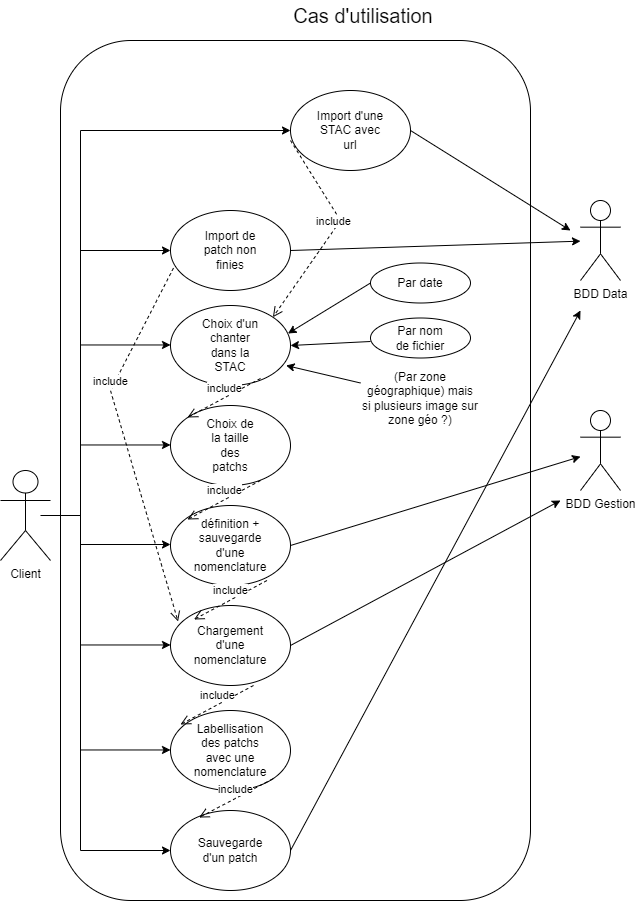 Cas d'utilisation
Import d'une
STAC avec
url
include
Import de
patch non
finies
BDD Data
Par date
Choix d'un
chanter
dans la
STAC
Par nom
de fichier
include
include
(Par zone
géographique) mais
si plusieurs image sur
zone géo ?)
Choix de
la taille
des
patchs
include
BDD Gestion
définition +
sauvegarde
d'une
nomenclature
Client
include
Chargement
d'une
nomenclature
include
Labellisation
des patchs
avec une
nomenclature
include
Sauvegarde
d'un patch